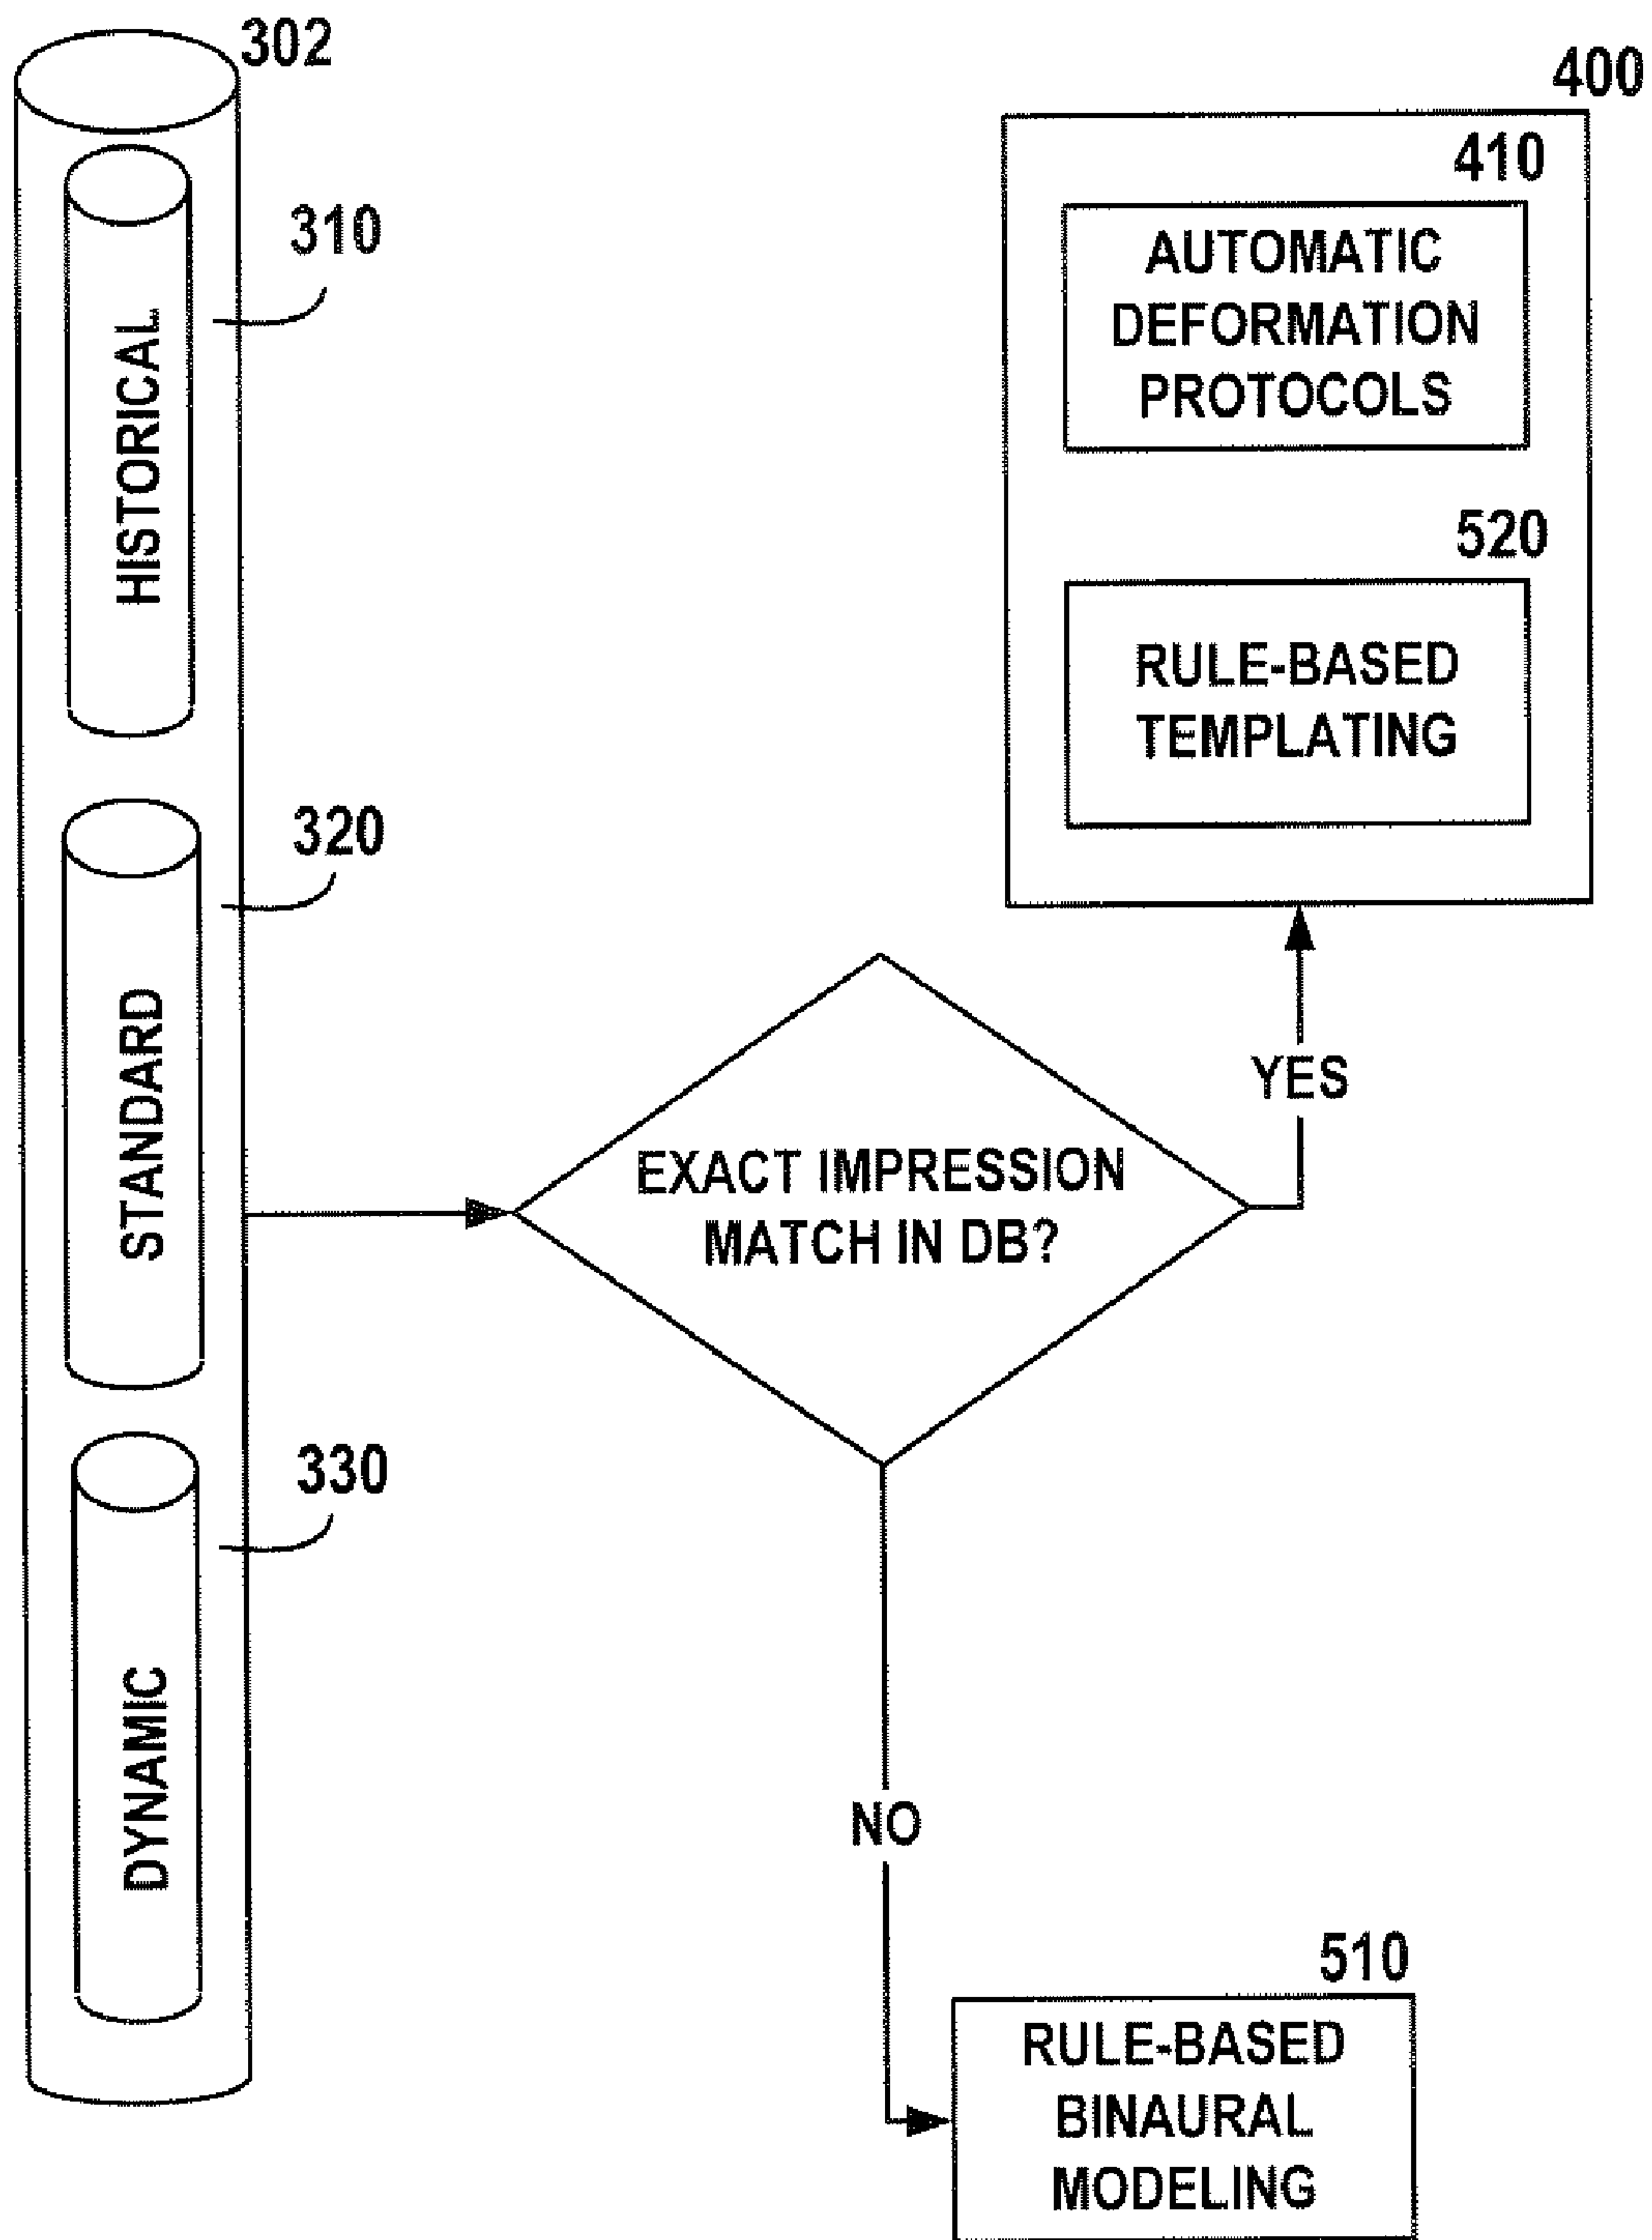 302
310
HISTORICAL
320
STANDARD
330
DYNAMIC
EXACT IMPRESSION
MATCH IN DB?
YES
NO
400
410
AUTOMATIC
DEFORMATION
PROTOCOLS
520
RULE-BASED
TEMPLATING
510
RULE-BASED
BINAURAL
MODELING